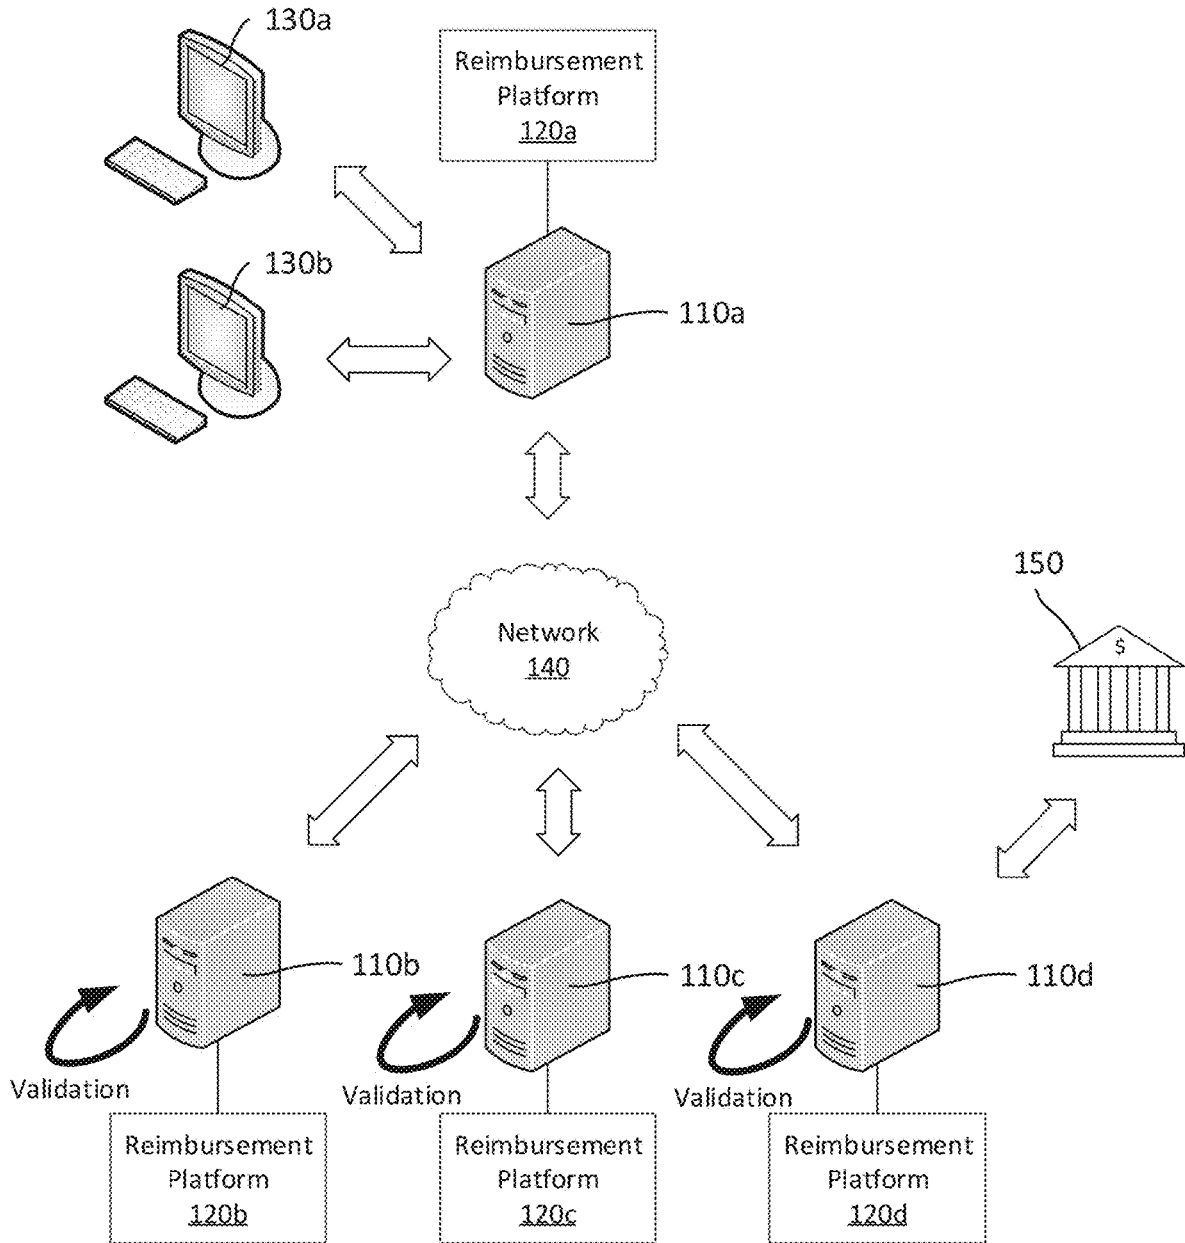 130a
Reimbursement
Platform
120a
130b
110a
150
$
Network
140
110b
110c
110d
Validation
Validation
Validation
Reimbursement
Platform
120b
Reimbursement
Platform
120c
Reimbursement
Platform
120d